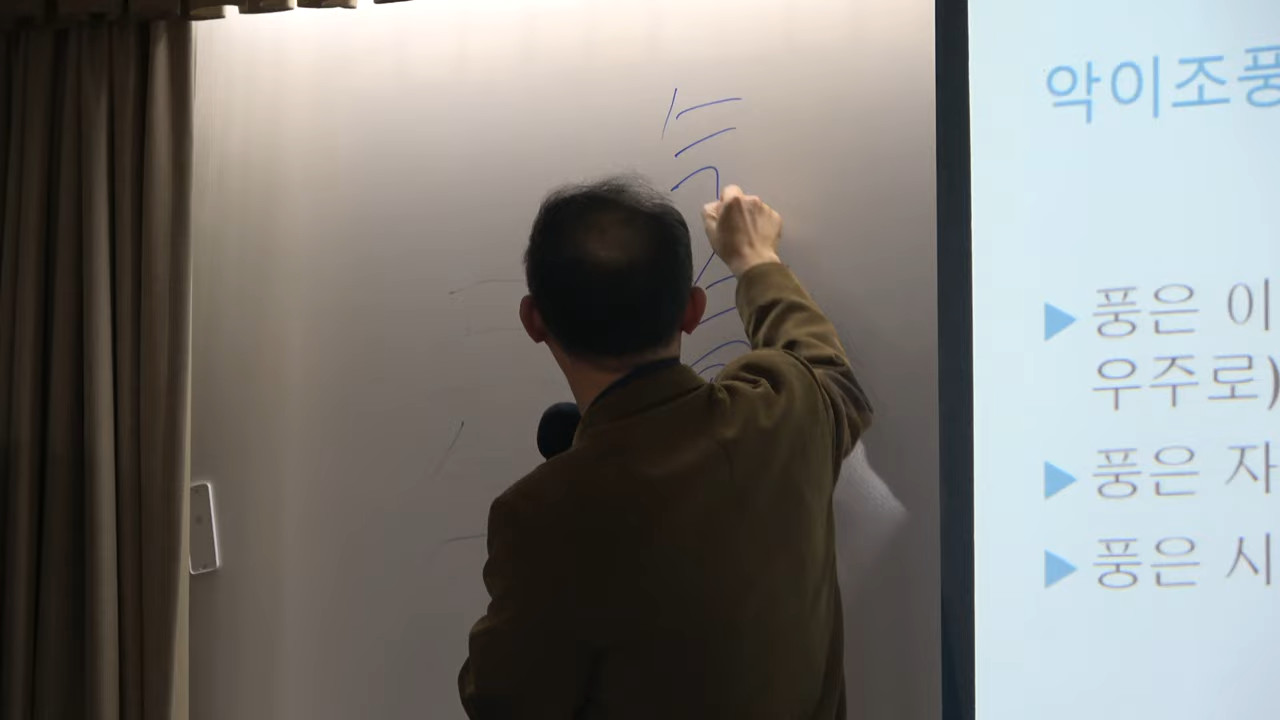 악이조풍
풍은 이
우주로)
풍은 자
풍은 시